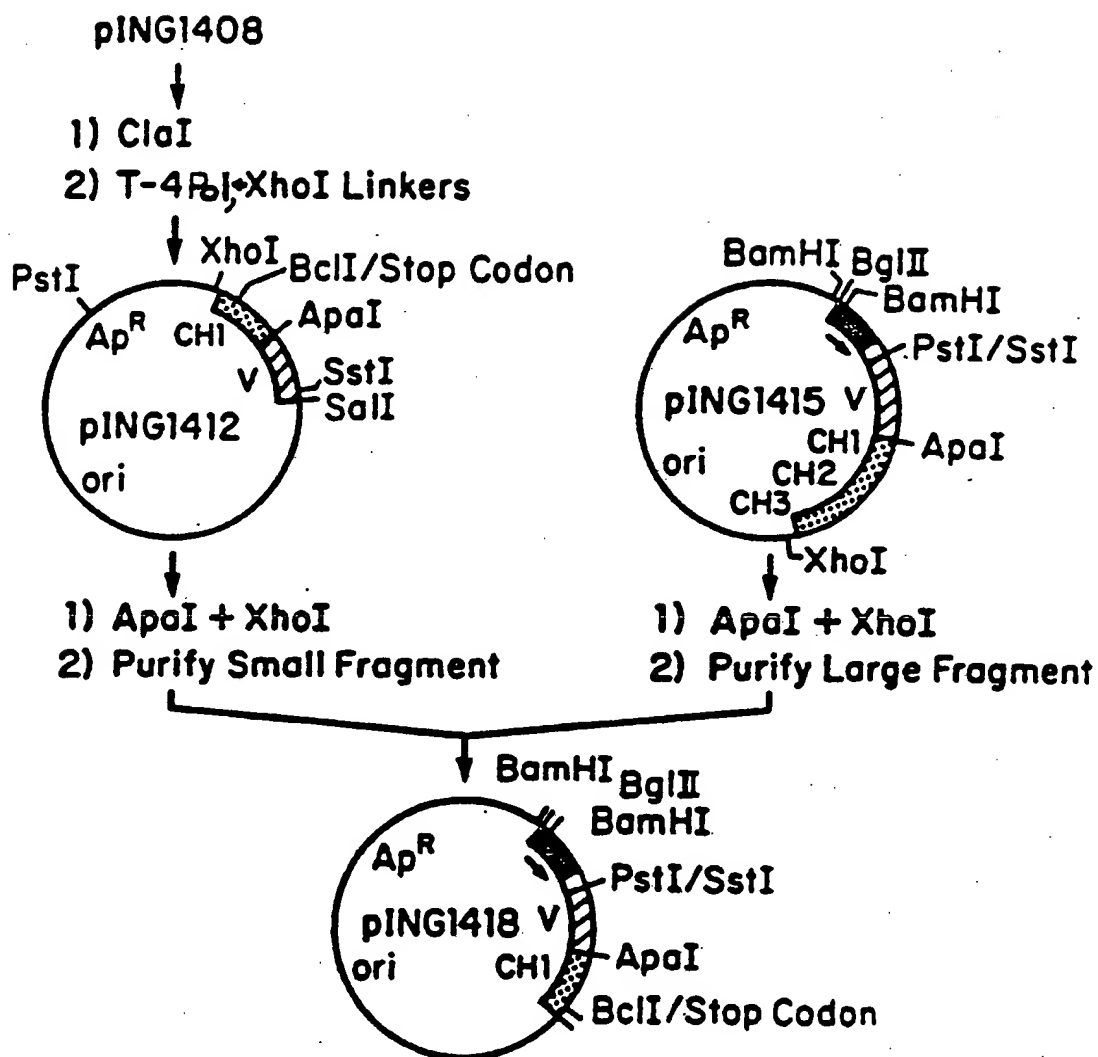 pING1408
1) ClaI
2) T-4 Pol, + XhoI Linkers
PstI
XhoI
BclI/Stop Codon
ApaI
SstI
SalI
Ap^R
CH1
V
pING1412
ori
1) ApaI + XhoI
2) Purify Small Fragment
BamHI
BglII
BamHI
PstI/SstI
Ap^R
pING1415
V
CH1
ApaI
ori
CH2
CH3
XhoI
1) ApaI + XhoI
2) Purify Large Fragment
BamHI
BglII
BamHI
Ap^R
PstI/SstI
pING1418
V
ori
CH1
ApaI
BclI/Stop Codon